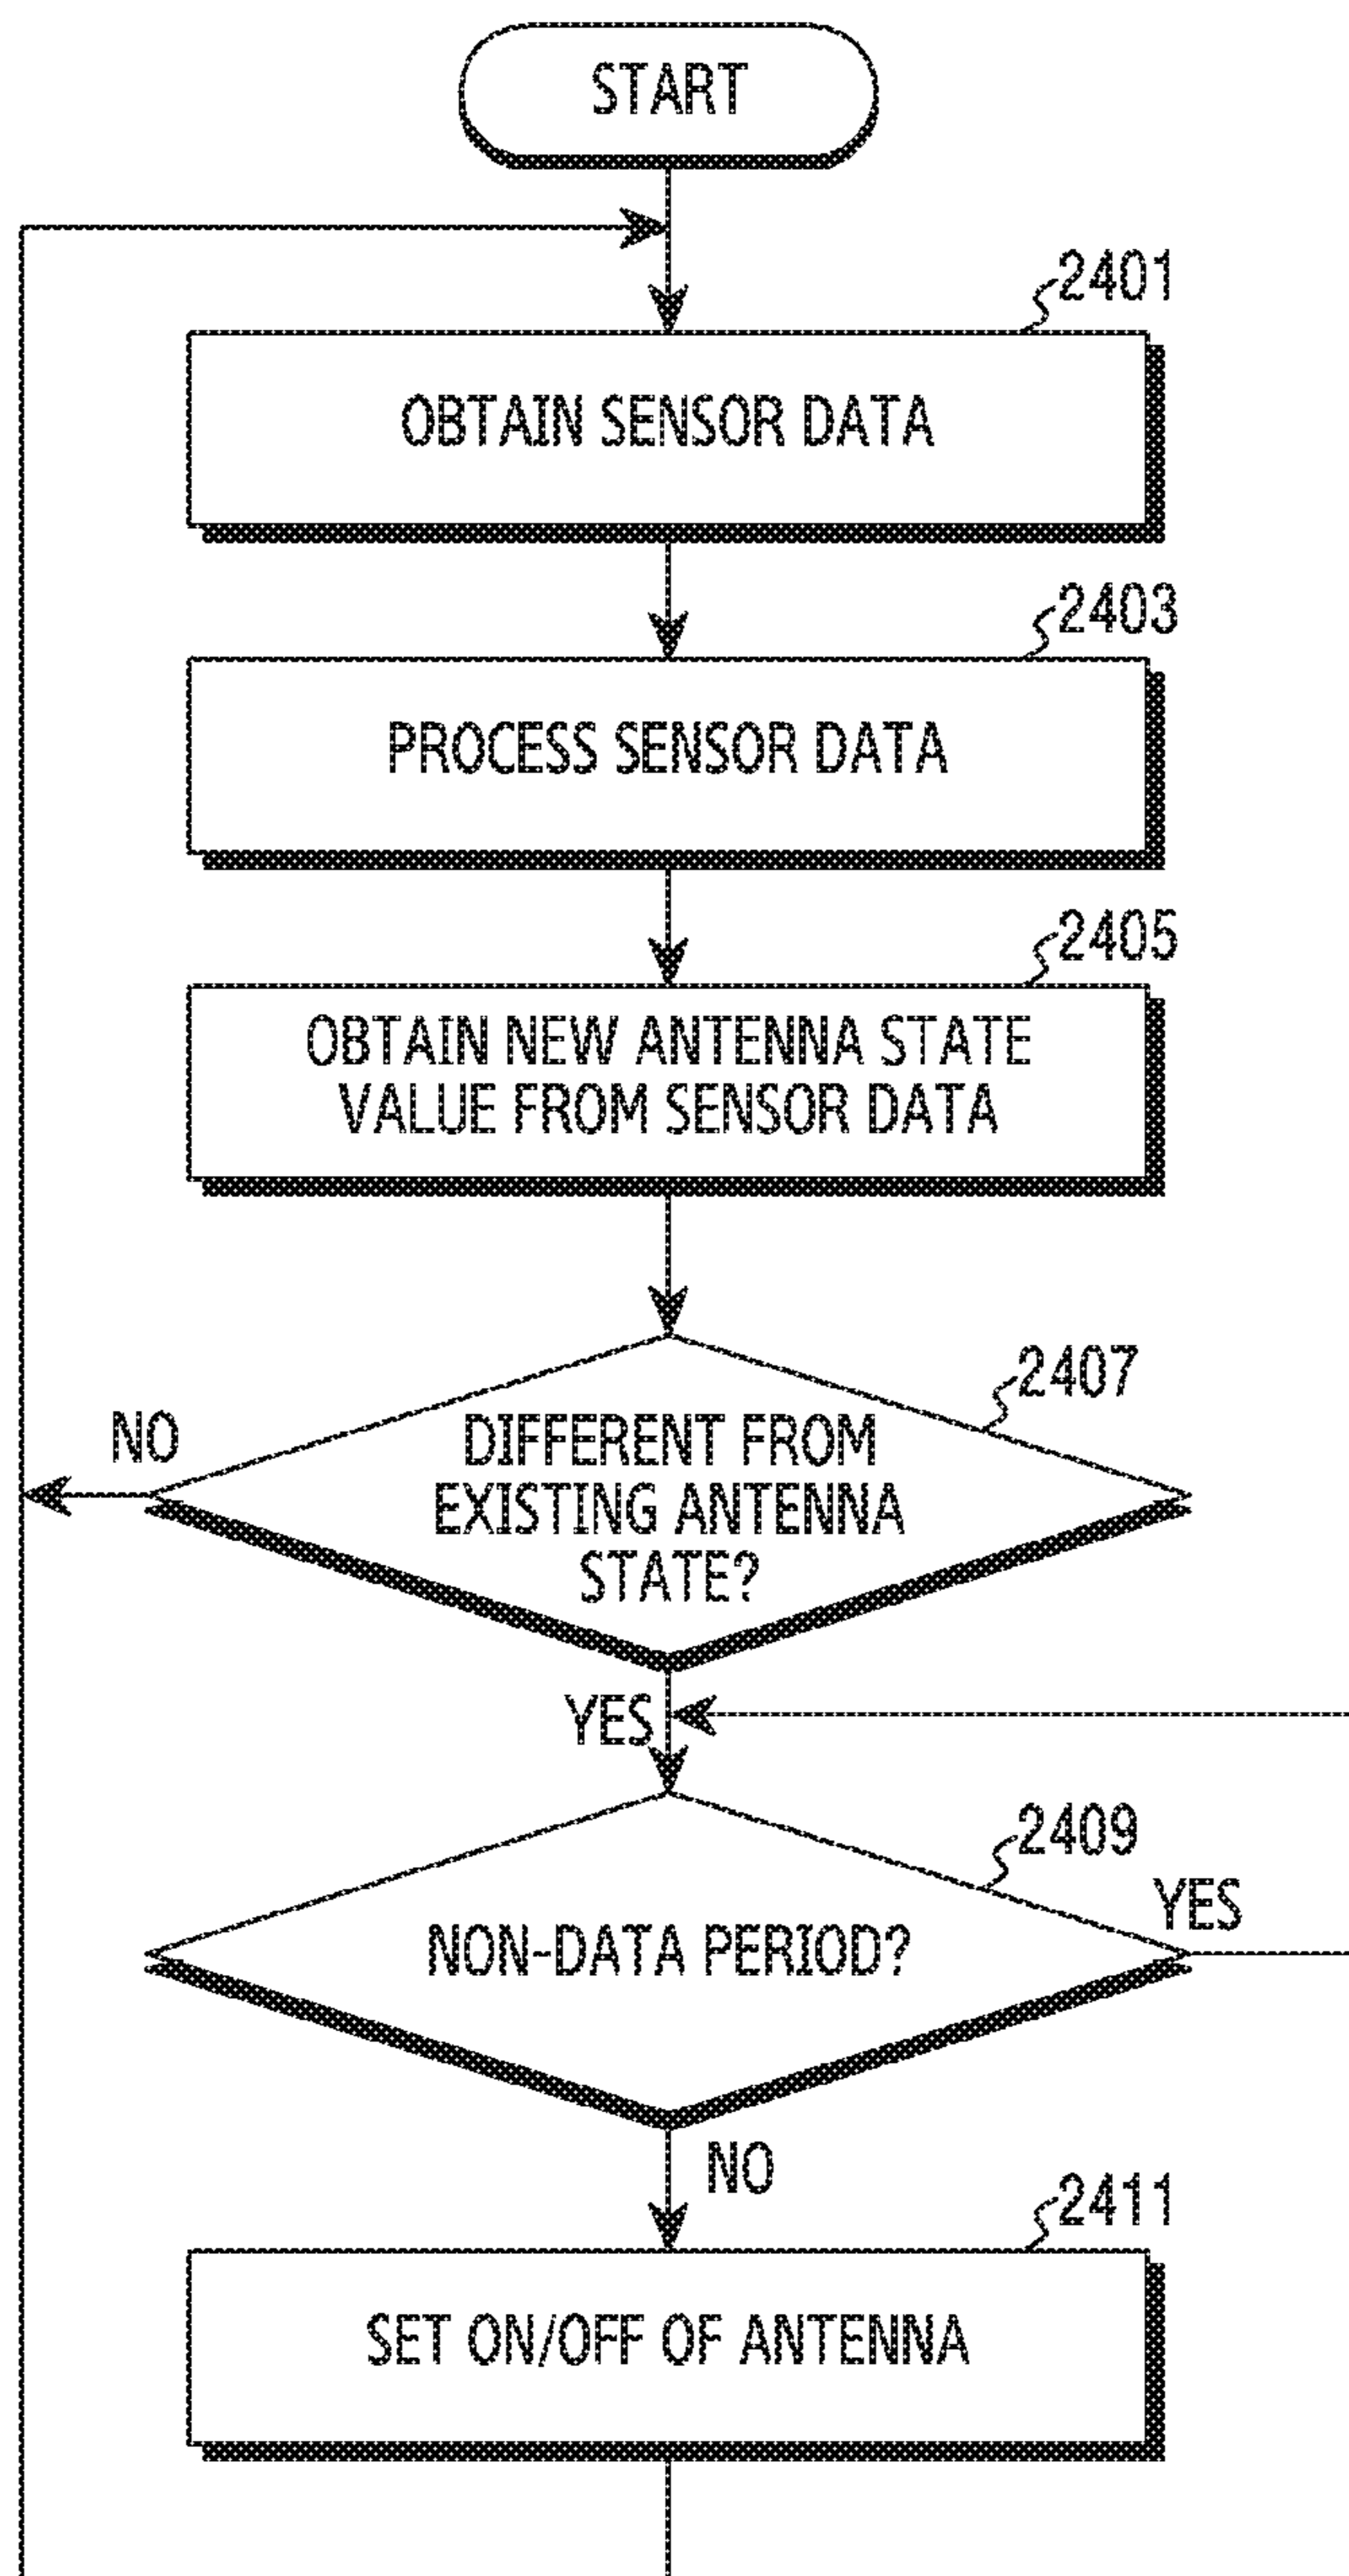 START
2401
OBTAIN SENSOR DATA
2403
PROCESS SENSOR DATA
2405
OBTAIN NEW ANTENNA STATE
VALUE FROM SENSOR DATA
2407
NO
DIFFERENT FROM
EXISTING ANTENNA
STATE?
YES
2409
YES
NON-DATA PERIOD?
NO
2411
SET ON/OFF OF ANTENNA